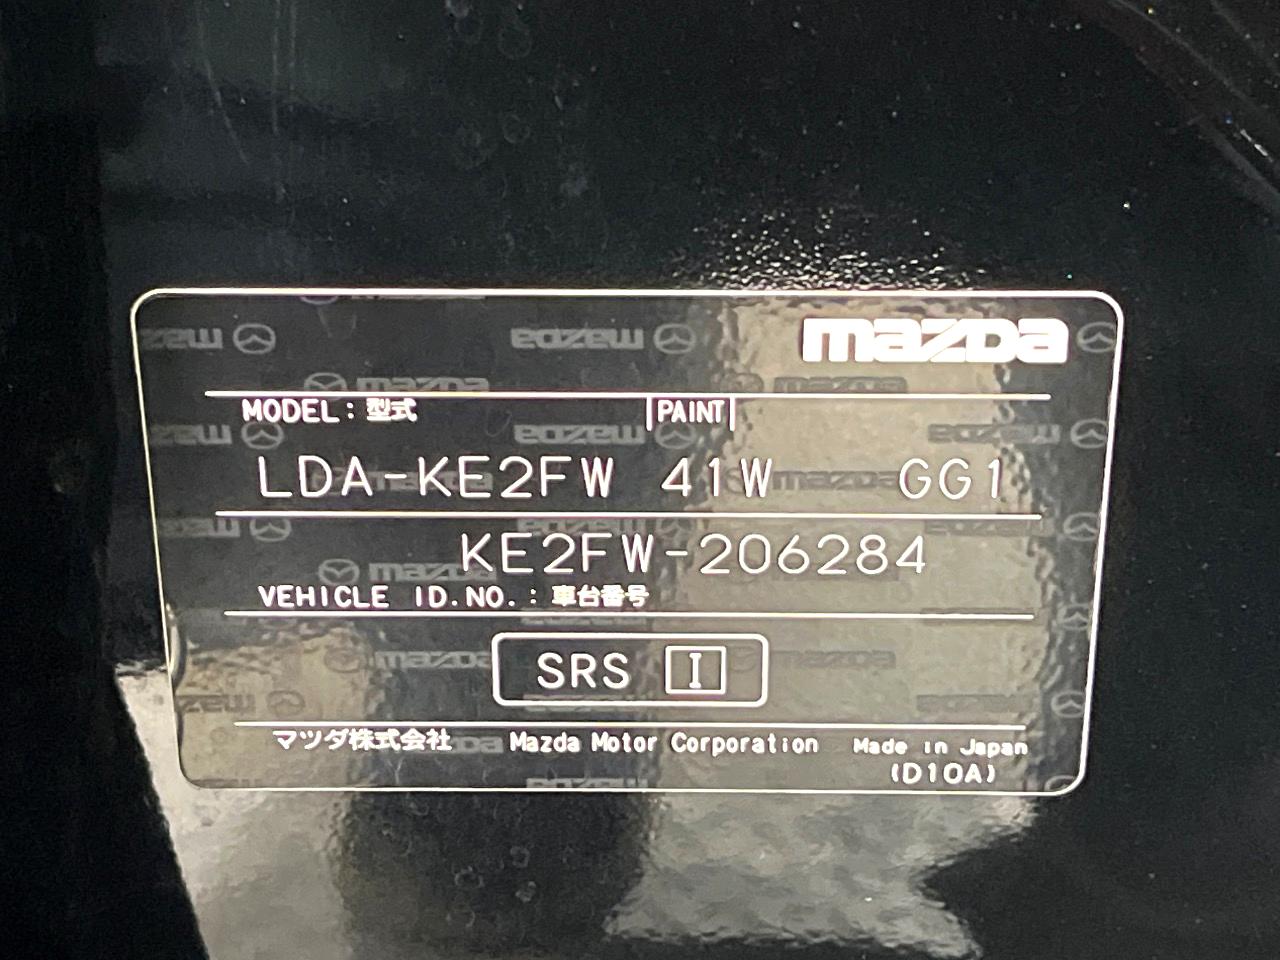 mazda
MODEL: 型式 PAINT
LDA-KE2FW 41W GG1
KE2FW-206284
VEHICLE ID.NO.: 車台番号
SRS I
マツダ株式会社 Mazda Motor Corporation Made in Japan
(D10A)